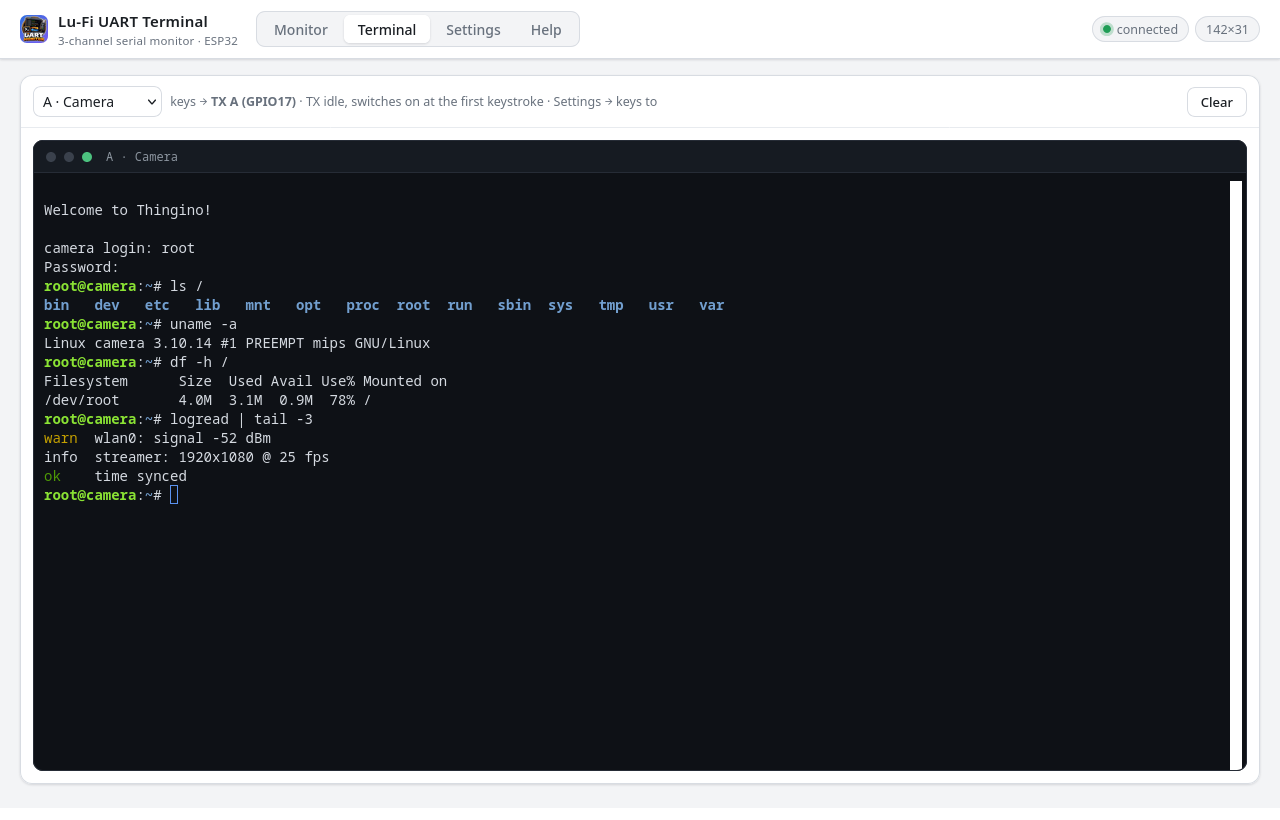 Lu-Fi UART Terminal
3-channel serial monitor · ESP32
Monitor
Terminal
Settings
Help
connected
142×31
A · Camera
keys → TX A (GPIO17) · TX idle, switches on at the first keystroke · Settings → keys to
Clear
A · Camera
Welcome to Thingino!
camera login: root
Password:
root@camera:~# ls /
bin   dev   etc   lib   mnt   opt   proc  root  run   sbin  sys   tmp   usr   var
root@camera:~# uname -a
Linux camera 3.10.14 #1 PREEMPT mips GNU/Linux
root@camera:~# df -h /
Filesystem      Size  Used Avail Use% Mounted on
/dev/root       4.0M  3.1M  0.9M  78% /
root@camera:~# logread | tail -3
warn  wlan0: signal -52 dBm
info  streamer: 1920x1080 @ 25 fps
ok    time synced
root@camera:~#